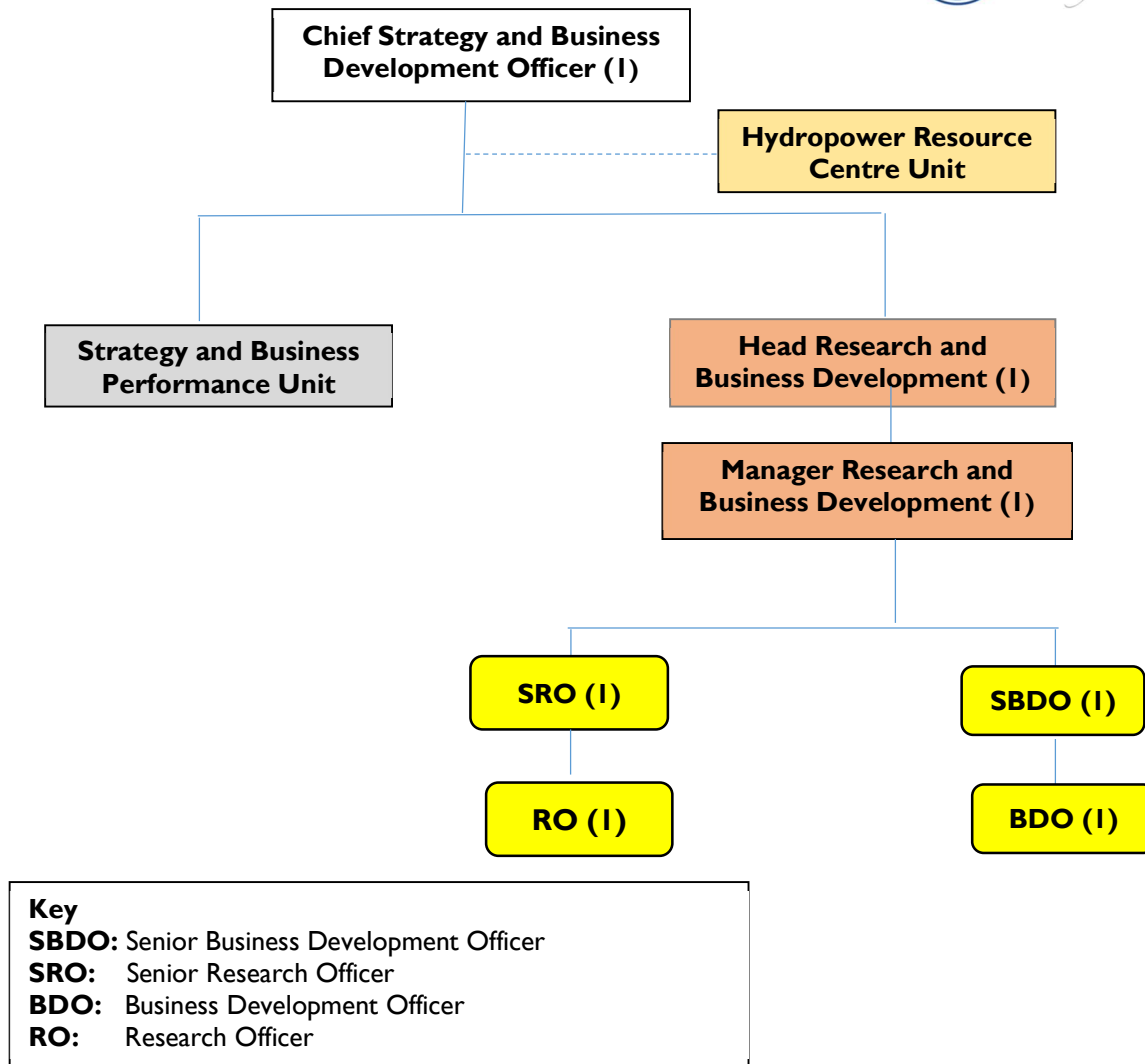 Chief Strategy and Business
Development Officer (1)
Hydropower Resource
Centre Unit
Strategy and Business
Performance Unit
Head Research and
Business Development (1)
Manager Research and
Business Development (1)
SRO (1)
SBDO (1)
RO (1)
BDO (1)
Key
SBDO: Senior Business Development Officer
SRO: Senior Research Officer
BDO: Business Development Officer
RO: Research Officer